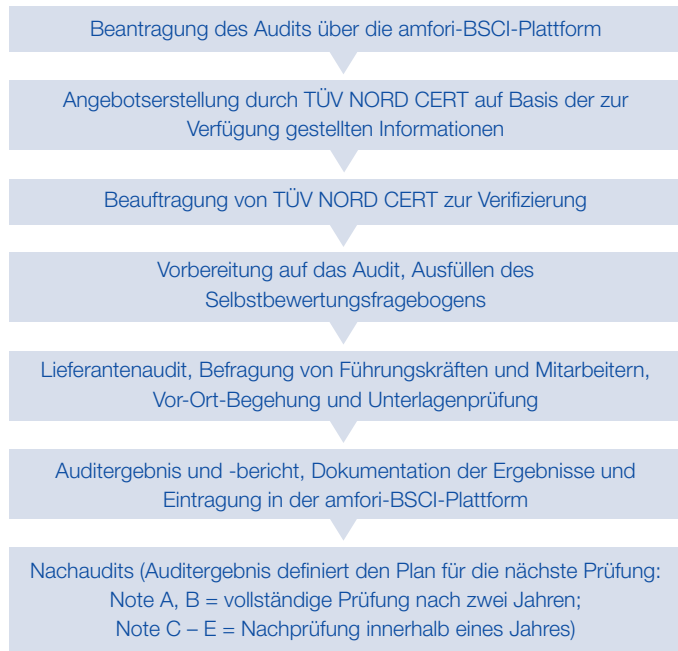 Beantragung des Audits über die amfori-BSCI-Plattform
Angebotserstellung durch TÜV NORD CERT auf Basis der zur
Verfügung gestellten Informationen
Beauftragung von TÜV NORD CERT zur Verifizierung
Vorbereitung auf das Audit, Ausfüllen des
Selbstbewertungsfragebogens
Lieferantenaudit, Befragung von Führungskräften und Mitarbeitern,
Vor-Ort-Begehung und Unterlagenprüfung
Auditergebnis und -bericht, Dokumentation der Ergebnisse und
Eintragung in der amfori-BSCI-Plattform
Nachaudits (Auditergebnis definiert den Plan für die nächste Prüfung:
Note A, B = vollständige Prüfung nach zwei Jahren;
Note C – E = Nachprüfung innerhalb eines Jahres)